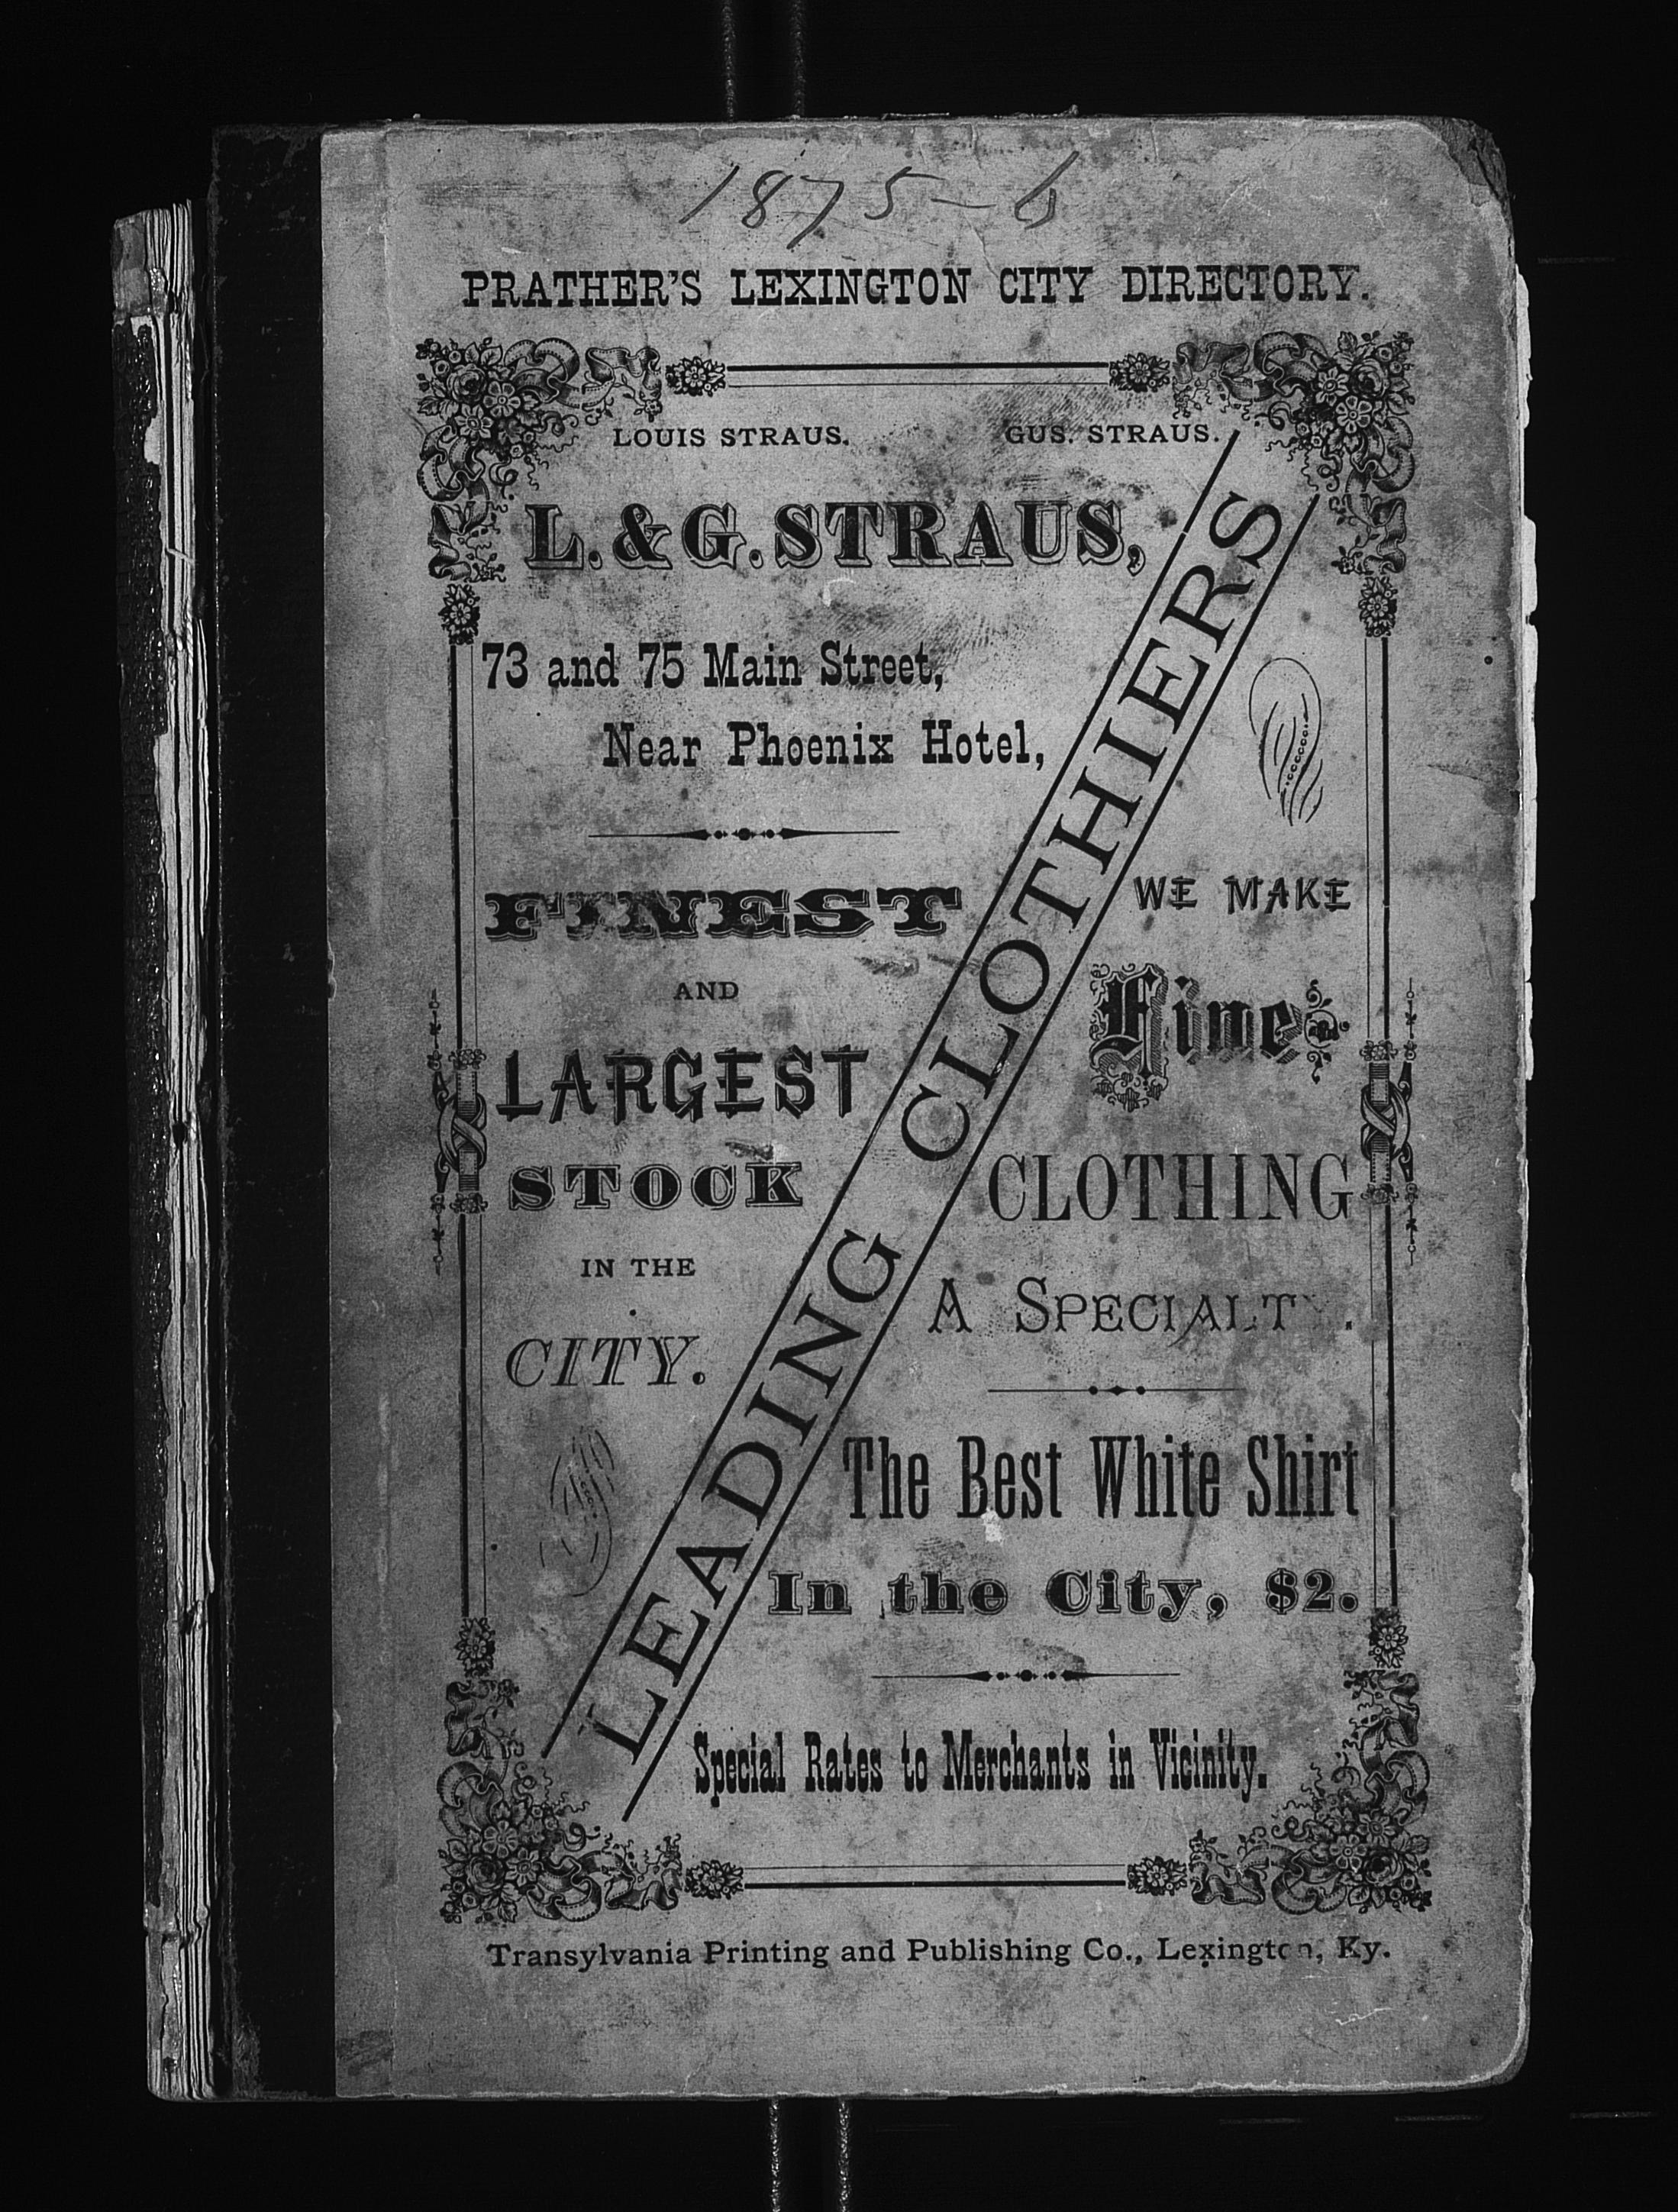 1875-6
PRATHER'S LEXINGTON CITY DIRECTORY.
LOUIS STRAUS. GUS. STRAUS.
L. & G. STRAUS,
73 and 75 Main Street,
Near Phoenix Hotel,
LEADING CLOTHIERS
FINEST
AND
LARGEST
STOCK
IN THE
CITY.
WE MAKE
Fine
CLOTHING
A SPECIALTY.
The Best White Shirt
In the City, $2.
Special Rates to Merchants in Vicinity.
Transylvania Printing and Publishing Co., Lexington, Ky.